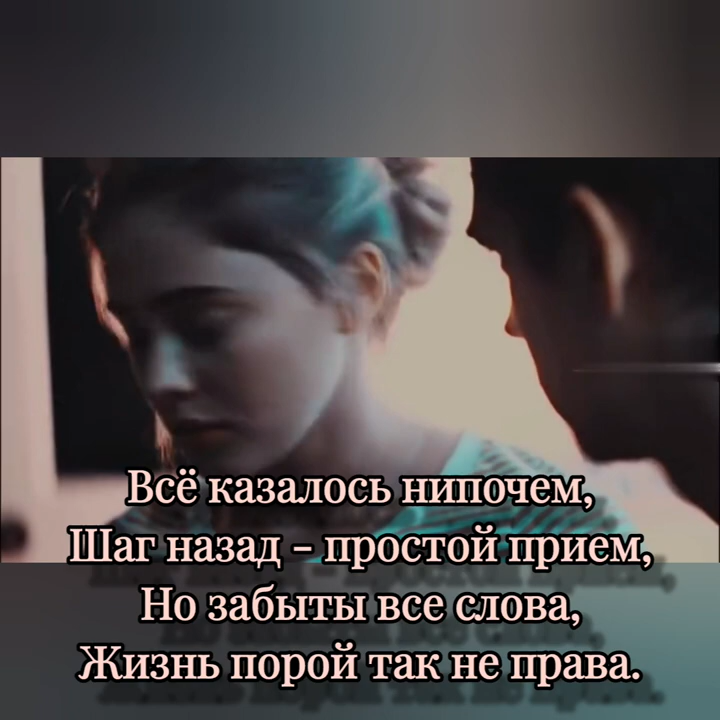 Всё казалось нипочем,
Шаг назад - простой прием,
Но забыты все слова,
Жизнь порой так не права.